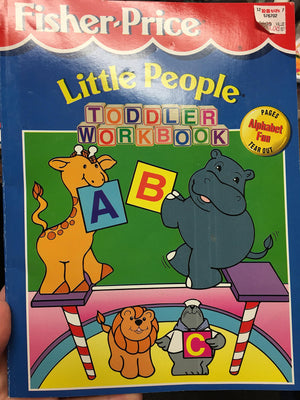 Fisher-Price
Little People
TODDLER
WORKBOOK
PAGES
Alphabet
Fun
TEAR OUT
A
B
C